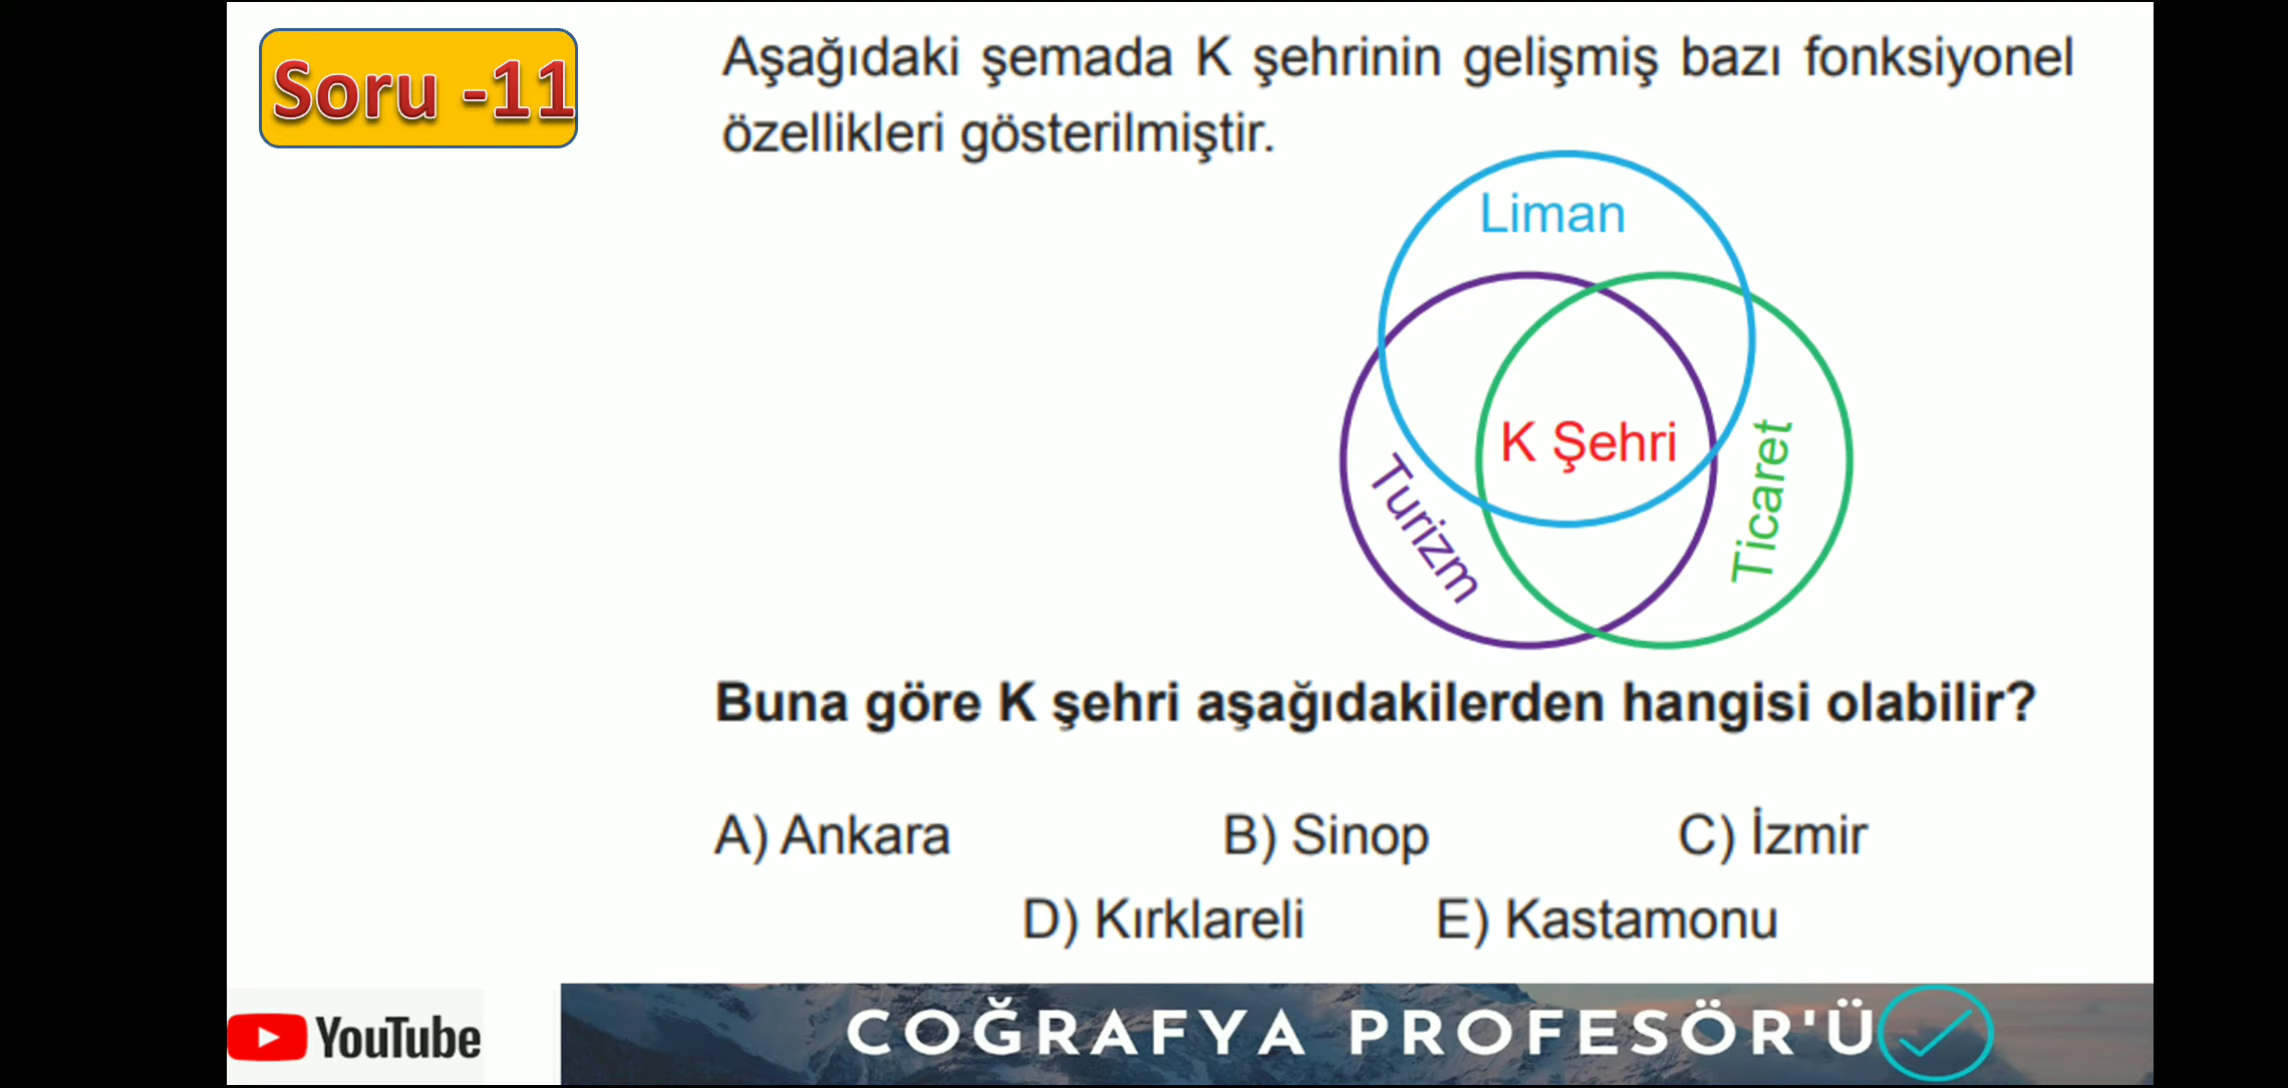 Soru -11
Aşağıdaki şemada K şehrinin gelişmiş bazı fonksiyonel
özellikleri gösterilmiştir.
Liman
K Şehri
Turizm
Ticaret
Buna göre K şehri aşağıdakilerden hangisi olabilir?
A) Ankara B) Sinop C) İzmir
D) Kırklareli E) Kastamonu
YouTube
COĞRAFYA PROFESÖR'Ü